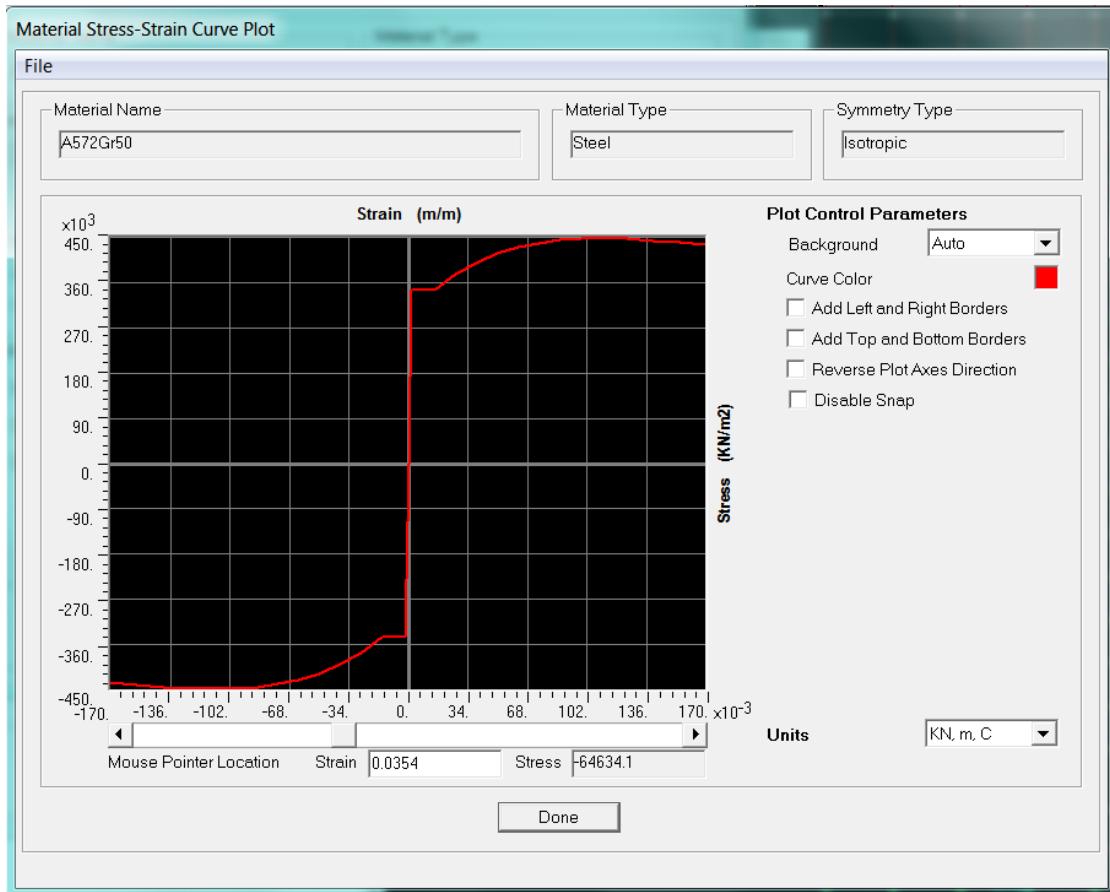 Material Stress-Strain Curve Plot
File
Material Name
Material Type
Symmetry Type
A572Gr50
Steel
Isotropic
Strain (m/m)
x10^3
450.
360.
270.
180.
90.
0.
-90.
-180.
-270.
-360.
-450.
-170. -136. -102. -68. -34. 0. 34. 68. 102. 136. 170. x10^-3
Stress (KN/m2)
Mouse Pointer Location Strain 0.0354 Stress -64634.1
Plot Control Parameters
Background Auto
Curve Color
Add Left and Right Borders
Add Top and Bottom Borders
Reverse Plot Axes Direction
Disable Snap
Units KN, m, C
Done